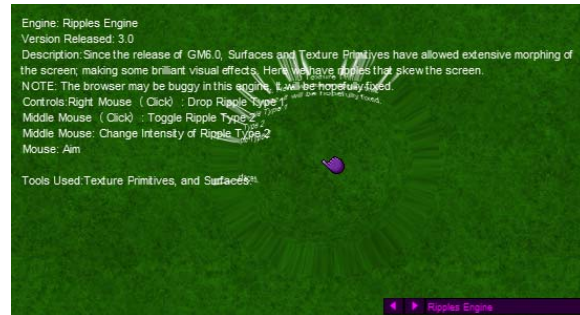 Engine: Ripples Engine
Version Released: 3.0
Description:Since the release of GM6.0, Surfaces and Texture Primitives have allowed extensive morphing of
the screen; making some brilliant visual effects. Here we have ripples that skew the screen.
NOTE: The browser may be buggy in this engine, it will be hopefully fixed.
Controls:Right Mouse (Click) : Drop Ripple Type 1
Middle Mouse (Click) : Toggle Ripple Type 2
Middle Mouse: Change Intensity of Ripple Type 2
Mouse: Aim
Tools Used:Texture Primitives, and Surfaces.
Ripples Engine